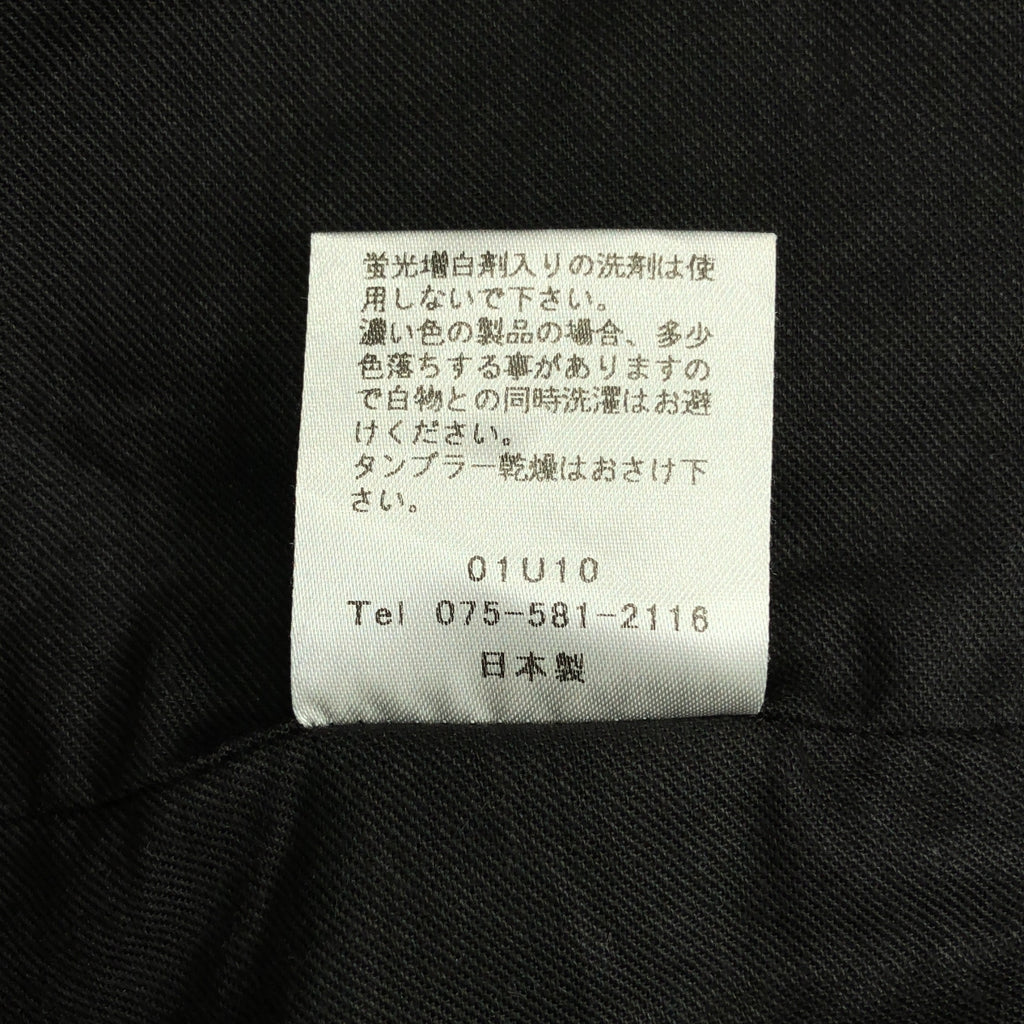 蛍光増白剤入りの洗剤は使
用しないで下さい。
濃い色の製品の場合、多少
色落ちする事がありますの
で白物との同時洗濯はお避
けください。
タンブラー乾燥はおさけ下
さい。
01U10
Tel 075-581-2116
日本製